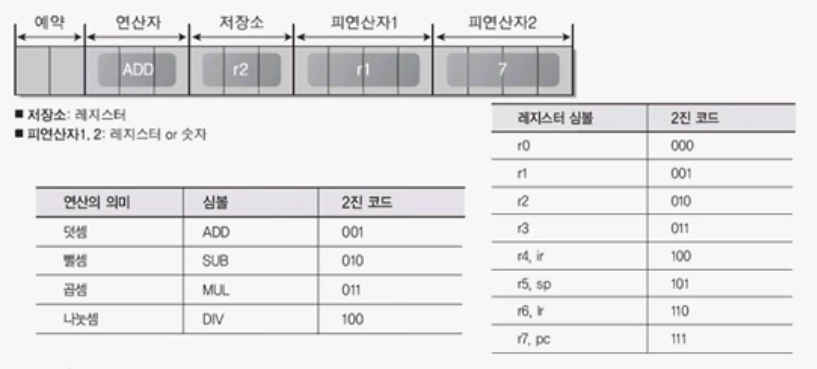 예약 연산자 저장소 피연산자1 피연산자2
ADD r2 r1 7
■ 저장소: 레지스터
■ 피연산자1, 2: 레지스터 or 숫자
연산의 의미 심볼 2진 코드
덧셈 ADD 001
뺄셈 SUB 010
곱셈 MUL 011
나눗셈 DIV 100
레지스터 심볼 2진 코드
r0 000
r1 001
r2 010
r3 011
r4, ir 100
r5, sp 101
r6, lr 110
r7, pc 111